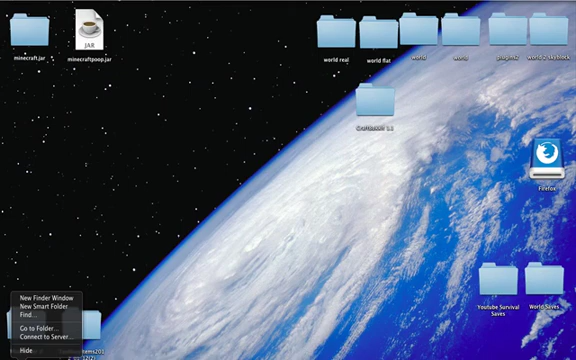 minecraft.jar
JAR
minecraftpoop.jar
world real
world flat
world
world
plugins2
world 2 skyblock
Craftbukkit 1.1
Firefox
Youtube Survival
Saves
World Saves
New Finder Window
New Smart Folder
Find...
Go to Folder...
Connect to Server...
Hide